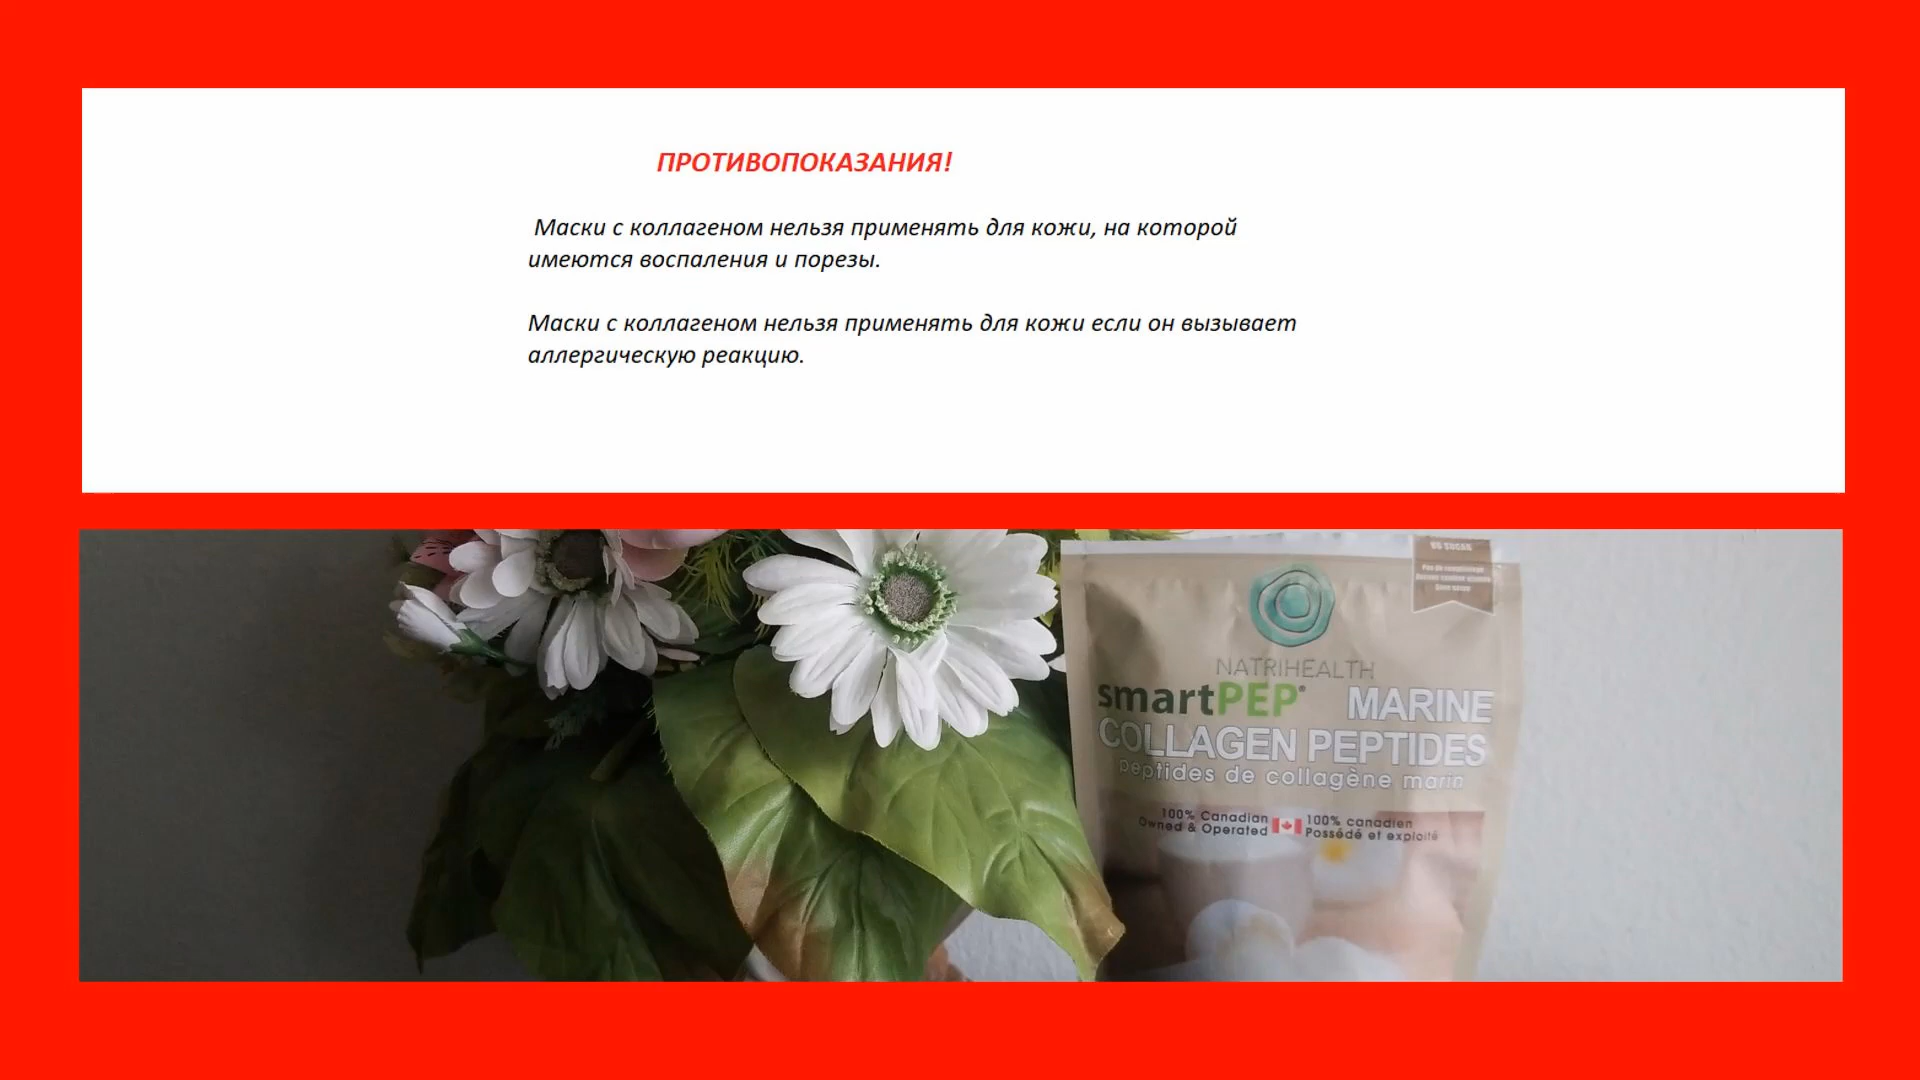 ПРОТИВОПОКАЗАНИЯ!
Маски с коллагеном нельзя применять для кожи, на которой
имеются воспаления и порезы.
Маски с коллагеном нельзя применять для кожи если он вызывает
аллергическую реакцию.
NO SUGAR
NATRIHEALTH
smartPEP® MARINE
COLLAGEN PEPTIDES
peptides de collagène marin
100% Canadian
Owned & Operated
100% canadien
Possédé et exploité